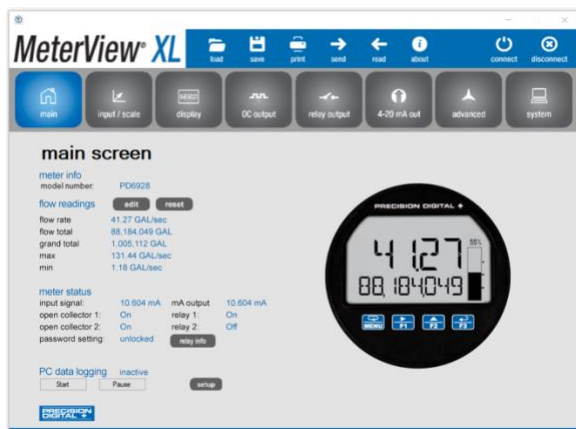 MeterView® XL
load save print send read about connect disconnect
main input / scale display OC output relay output 4-20 mA out advanced system
main screen
meter info
model number: PD6928
flow readings edit reset
flow rate 41.27 GAL/sec
flow total 88,184.049 GAL
grand total 1.005,112 GAL
max 131.44 GAL/sec
min 1.18 GAL/sec
meter status
input signal: 10.604 mA mA output 10.604 mA
open collector 1: On relay 1: On
open collector 2: On relay 2: Off
password setting: unlocked relay info
PC data logging inactive
Start Pause setup
PRECISION DIGITAL +
PRECISION DIGITAL +
41.27
55%
88,184,049
MENU F1 F2 F3